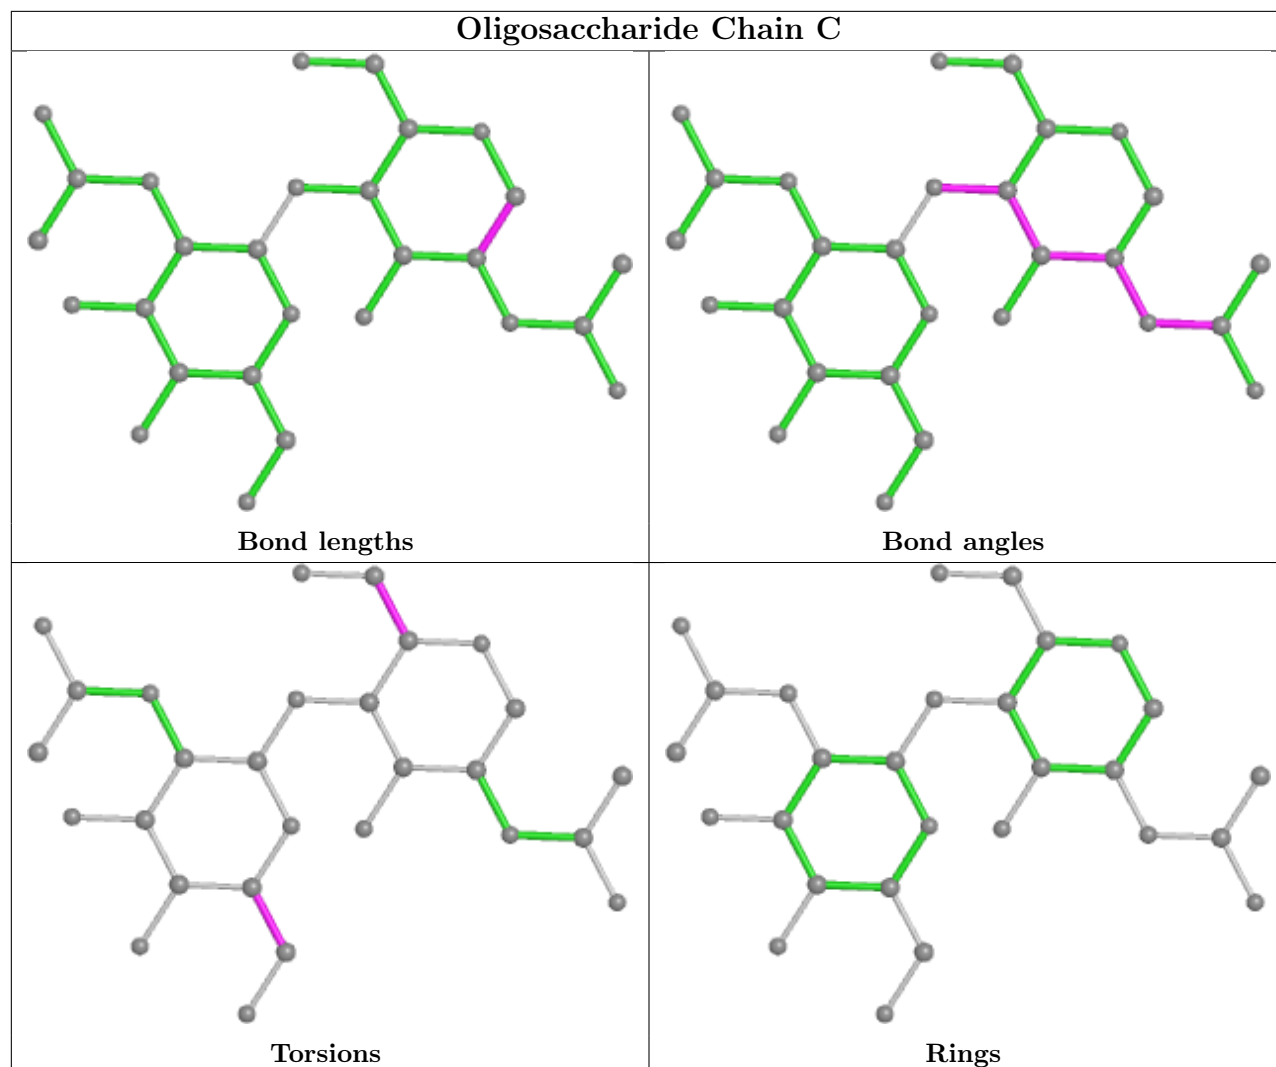 Oligosaccharide Chain C
Bond lengths
Bond angles
Torsions
Rings